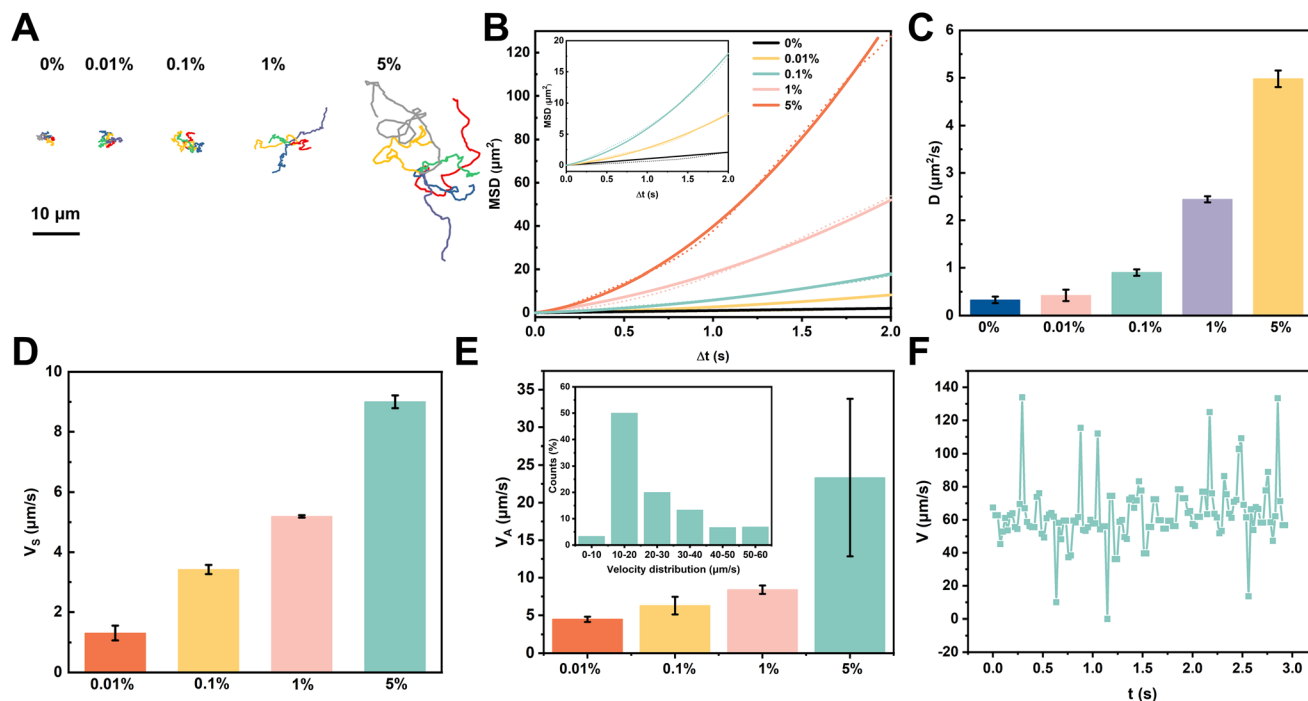 A
0% 0.01% 0.1% 1% 5%
10 μm
B
MSD (μm²)
120
100
80
60
40
20
0
0.0 0.5 1.0 1.5 2.0
Δt (s)
0%
0.01%
0.1%
1%
5%
MSD (μm²)
20
15
10
5
0
0.0 0.5 1.0 1.5 2.0
Δt (s)
C
D (μm²/s)
6
5
4
3
2
1
0
0% 0.01% 0.1% 1% 5%
D
V_S (μm/s)
10
8
6
4
2
0
0.01% 0.1% 1% 5%
E
V_A (μm/s)
35
30
25
20
15
10
5
0
0.01% 0.1% 1% 5%
Counts (%)
60
50
40
30
20
10
0
0-10 10-20 20-30 30-40 40-50 50-60
Velocity distribution (μm/s)
F
V (μm/s)
140
120
100
80
60
40
20
0
-20
0.0 0.5 1.0 1.5 2.0 2.5 3.0
t (s)